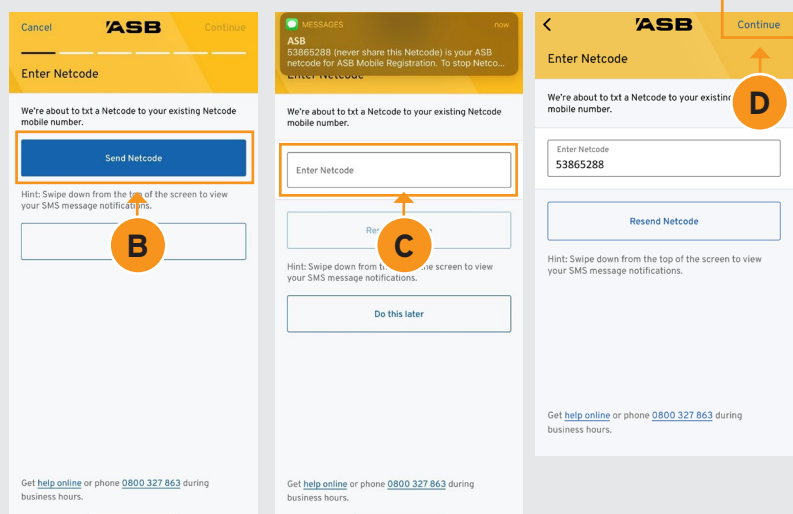 Cancel ASB Continue
Enter Netcode
We're about to txt a Netcode to your existing Netcode
mobile number.
Send Netcode
Hint: Swipe down from the top of the screen to view
your SMS message notifications.
B
Get help online or phone 0800 327 863 during
business hours.
MESSAGES now
ASB
53865288 (never share this Netcode) is your ASB
netcode for ASB Mobile Registration. To stop Netco...
Enter Netcode
We're about to txt a Netcode to your existing Netcode
mobile number.
Enter Netcode
C
Hint: Swipe down from the screen to view
your SMS message notifications.
Do this later
Get help online or phone 0800 327 863 during
business hours.
ASB Continue
Enter Netcode
D
We're about to txt a Netcode to your existing
mobile number.
Enter Netcode
53865288
Resend Netcode
Hint: Swipe down from the top of the screen to view
your SMS message notifications.
Get help online or phone 0800 327 863 during
business hours.